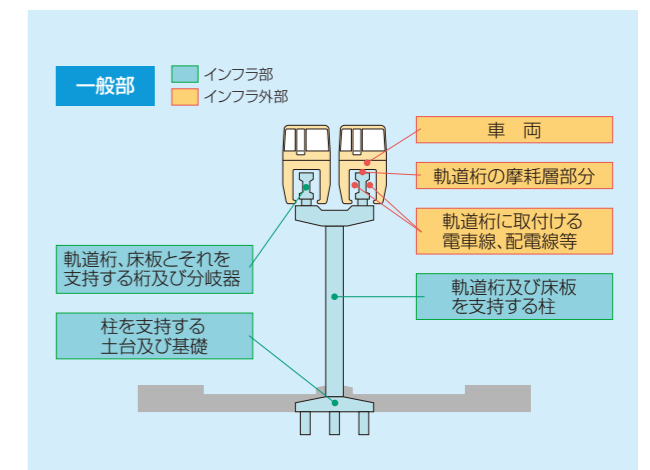 一般部
インフラ部
インフラ外部
車　両
軌道桁の摩耗層部分
軌道桁に取付ける
電車線、配電線等
軌道桁、床板とそれを
支持する桁及び分岐器
軌道桁及び床板
を支持する柱
柱を支持する
土台及び基礎